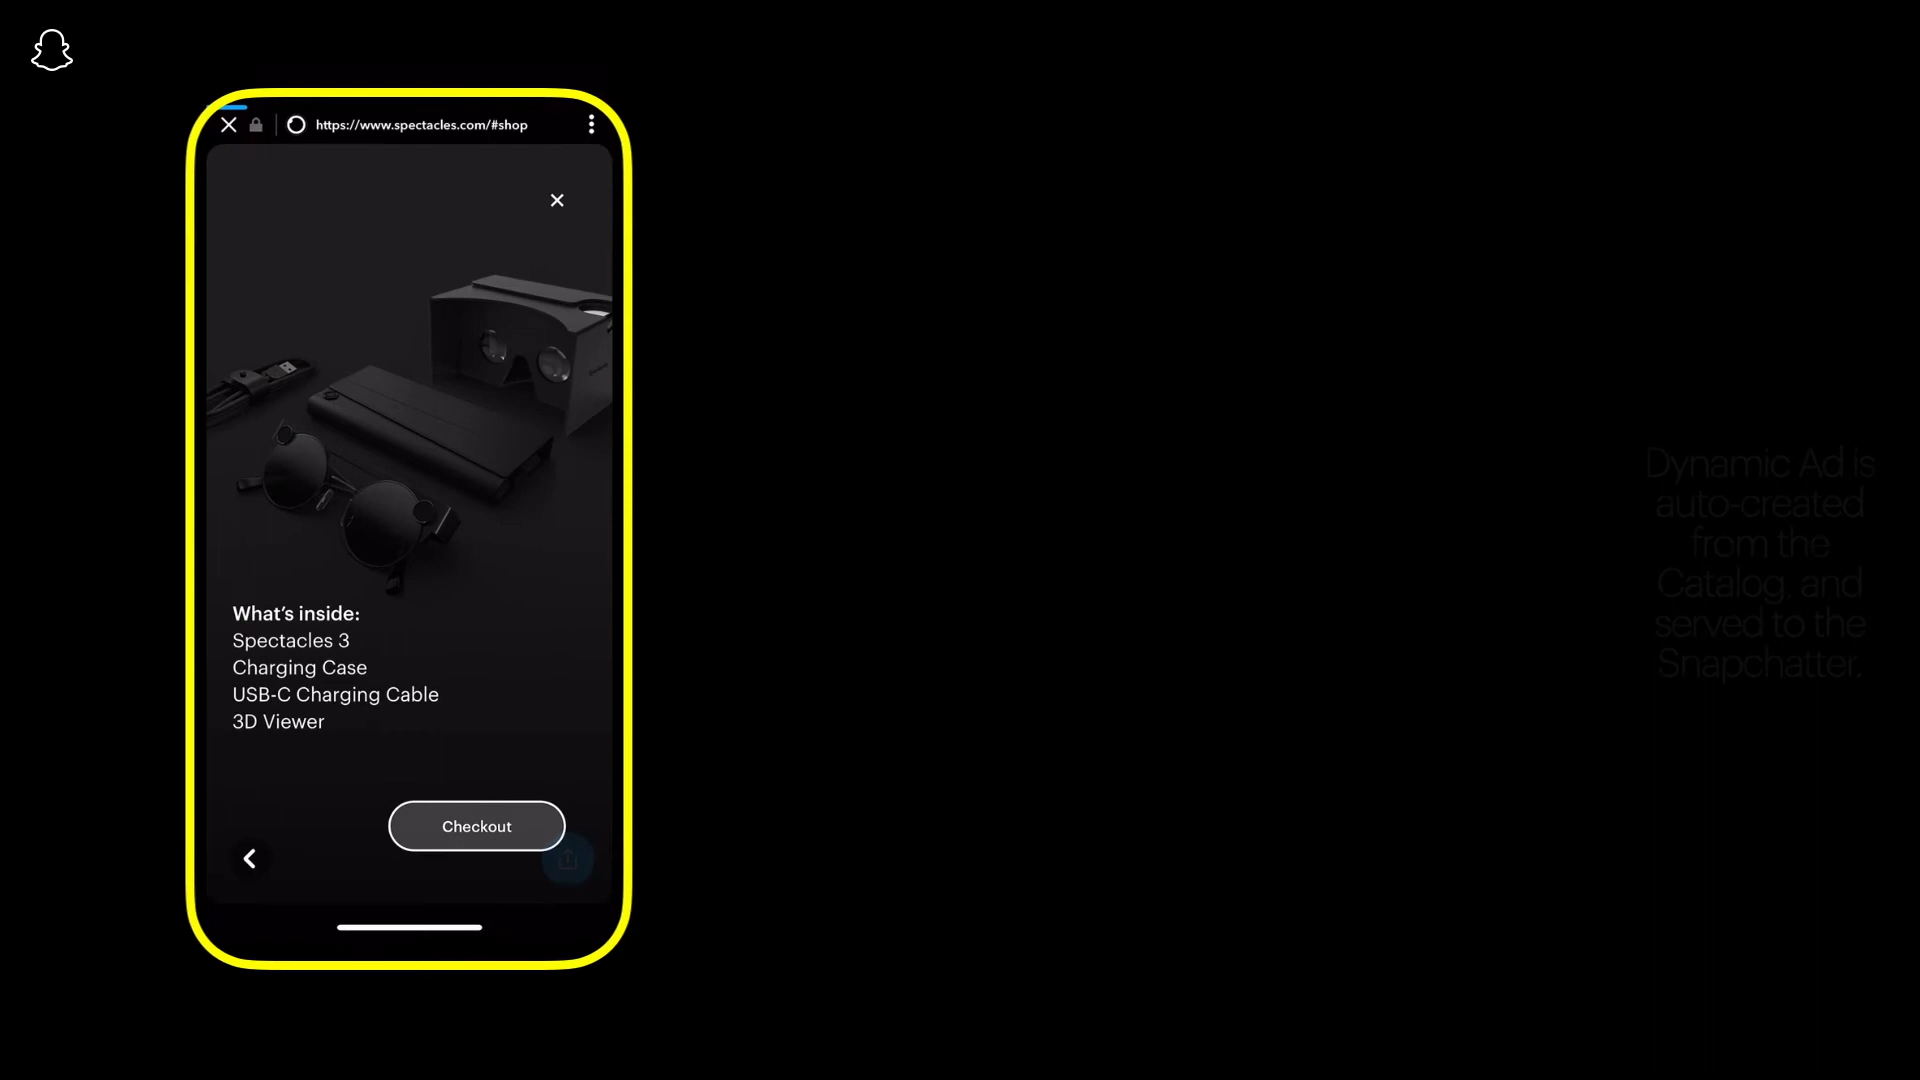 https://www.spectacles.com/#shop
What's inside:
Spectacles 3
Charging Case
USB-C Charging Cable
3D Viewer
Checkout
Dynamic Ad is
auto-created
from the
Catalog, and
served to the
Snapchatter.